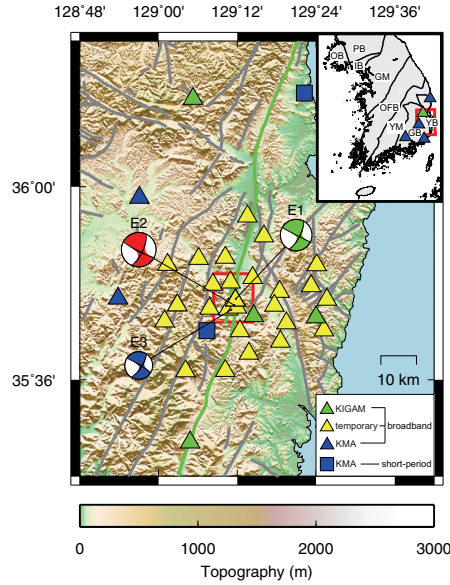 128°48' 129°00' 129°12' 129°24' 129°36'
PB
OB
IB
GM
OFB
YM
GB
YB
36°00'
E1
E2
E3
35°36'
10 km
KIGAM
temporary
broadband
KMA
KMA
short-period
0 1000 2000 3000
Topography (m)